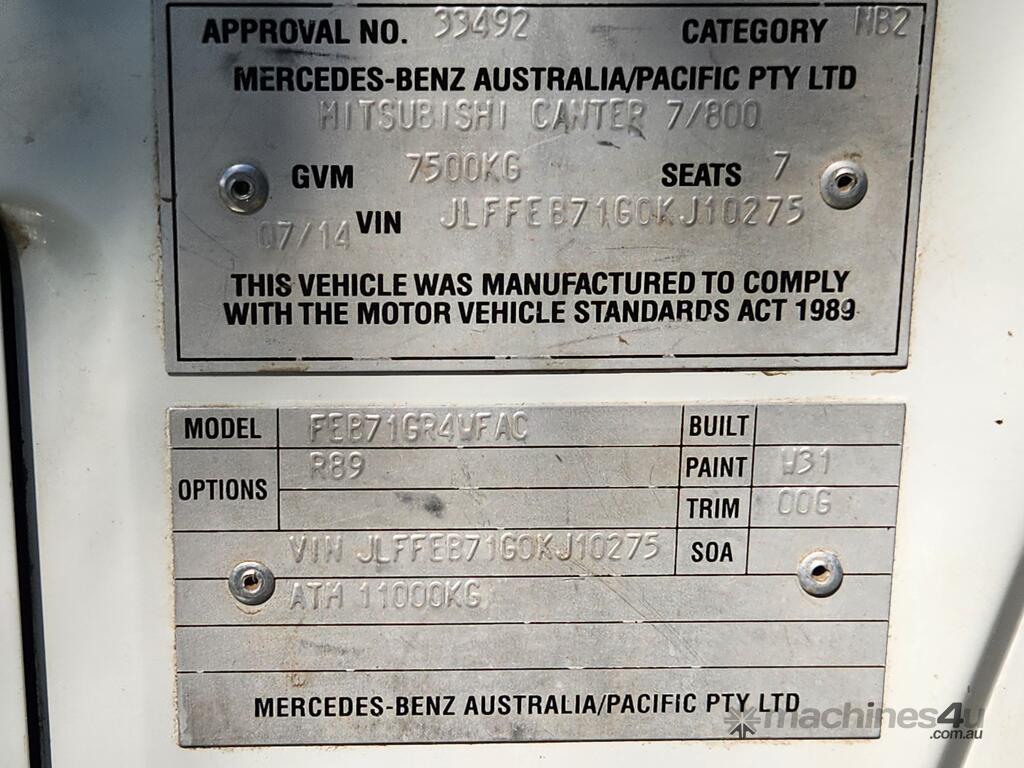 APPROVAL NO. 33492 CATEGORY NB2
MERCEDES-BENZ AUSTRALIA/PACIFIC PTY LTD
MITSUBISHI CANTER 7/800
GVM 7500KG SEATS 7
07/14 VIN JLFFEB71G0KJ10275
THIS VEHICLE WAS MANUFACTURED TO COMPLY
WITH THE MOTOR VEHICLE STANDARDS ACT 1989
MODEL FEB71GR4WFAC BUILT
OPTIONS R89 PAINT W31
TRIM 00G
VIN JLFFEB71G0KJ10275 SOA
ATM 11000KG
MERCEDES-BENZ AUSTRALIA/PACIFIC PTY LTD
machines4u
.com.au